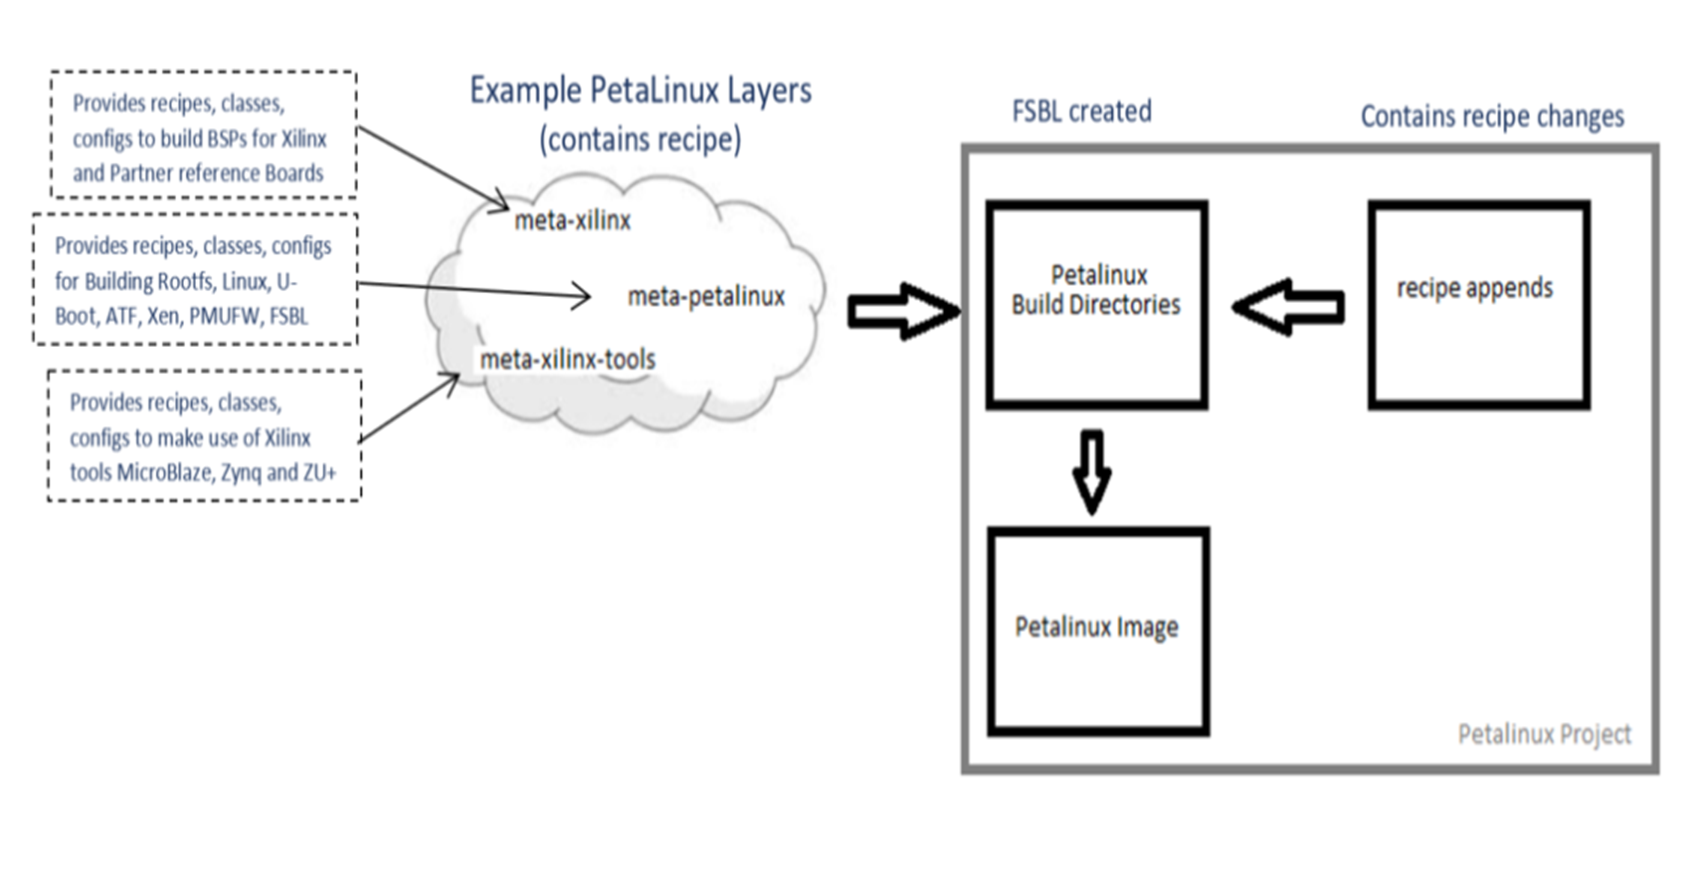 Provides recipes, classes,
configs to build BSPs for Xilinx
and Partner reference Boards
Provides recipes, classes, configs
for Building Rootfs, Linux, U-
Boot, ATF, Xen, PMUFW, FSBL
Provides recipes, classes,
configs to make use of Xilinx
tools MicroBlaze, Zynq and ZU+
Example PetaLinux Layers
(contains recipe)
meta-xilinx
meta-petalinux
meta-xilinx-tools
FSBL created
Contains recipe changes
Petalinux
Build Directories
recipe appends
Petalinux Image
Petalinux Project